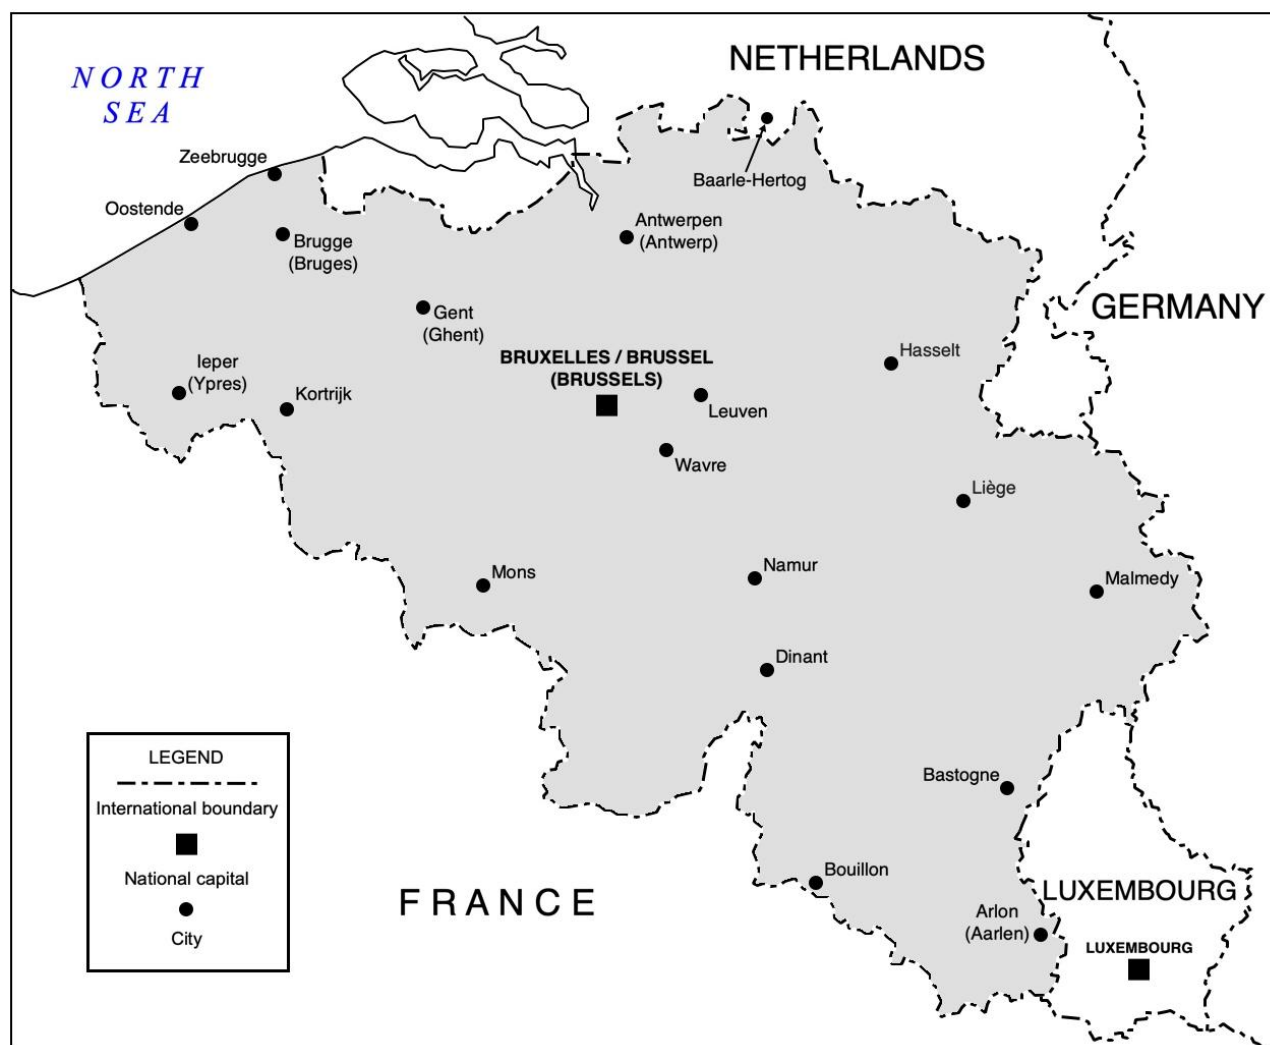 NORTH
SEA
NETHERLANDS
Zeebrugge
Baarle-Hertog
Oostende
Antwerpen
(Antwerp)
Brugge
(Bruges)
GERMANY
Gent
(Ghent)
Hasselt
BRUXELLES / BRUSSEL
(BRUSSELS)
Ieper
(Ypres)
Kortrijk
Leuven
Wavre
Liège
Mons
Namur
Malmedy
Dinant
LEGEND
International boundary
National capital
City
Bastogne
Bouillon
FRANCE
LUXEMBOURG
Arlon
(Aarlen)
LUXEMBOURG